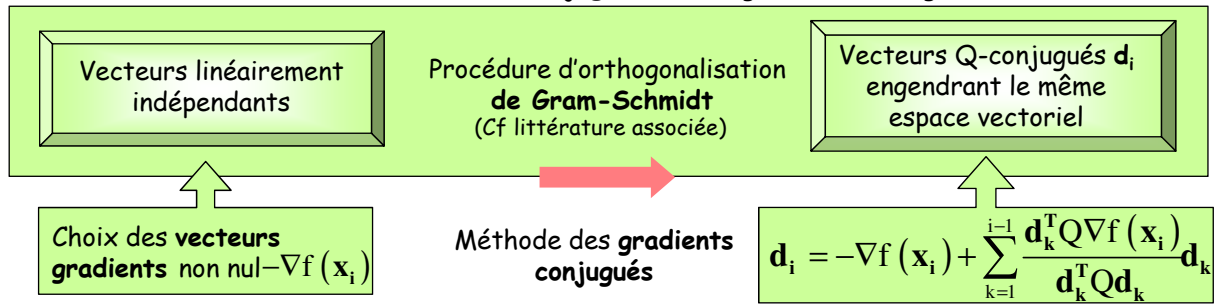 Vecteurs linéairement
indépendants
Procédure d'orthogonalisation
de Gram-Schmidt
(Cf littérature associée)
Vecteurs Q-conjugués d_i
engendrant le même
espace vectoriel
Choix des vecteurs
gradients non nul−∇f (x_i)
Méthode des gradients
conjugués
d_i = −∇f (x_i) + ∑_{k=1}^{i−1} \frac{d_k^T Q∇f (x_i)}{d_k^T Qd_k} d_k